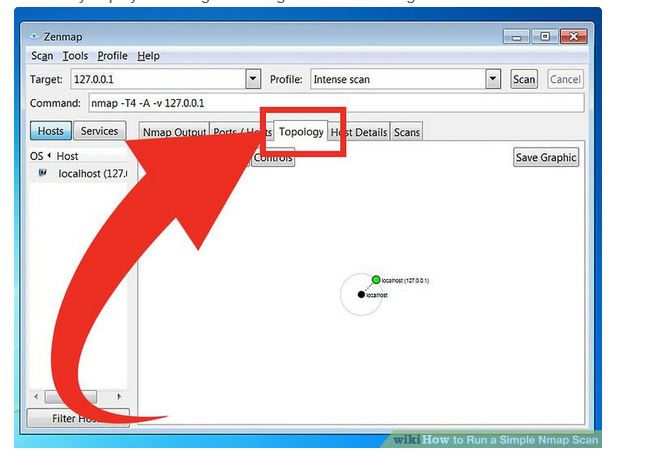 Zenmap
Scan Tools Profile Help
Target: 127.0.0.1 Profile: Intense scan Scan Cancel
Command: nmap -T4 -A -v 127.0.0.1
Hosts Services Nmap Output Ports / Hosts Topology Host Details Scans
OS Host Controls Save Graphic
localhost (127.
localhost (127.0.0.1)
localhost
Filter Hos
wikiHow to Run a Simple Nmap Scan